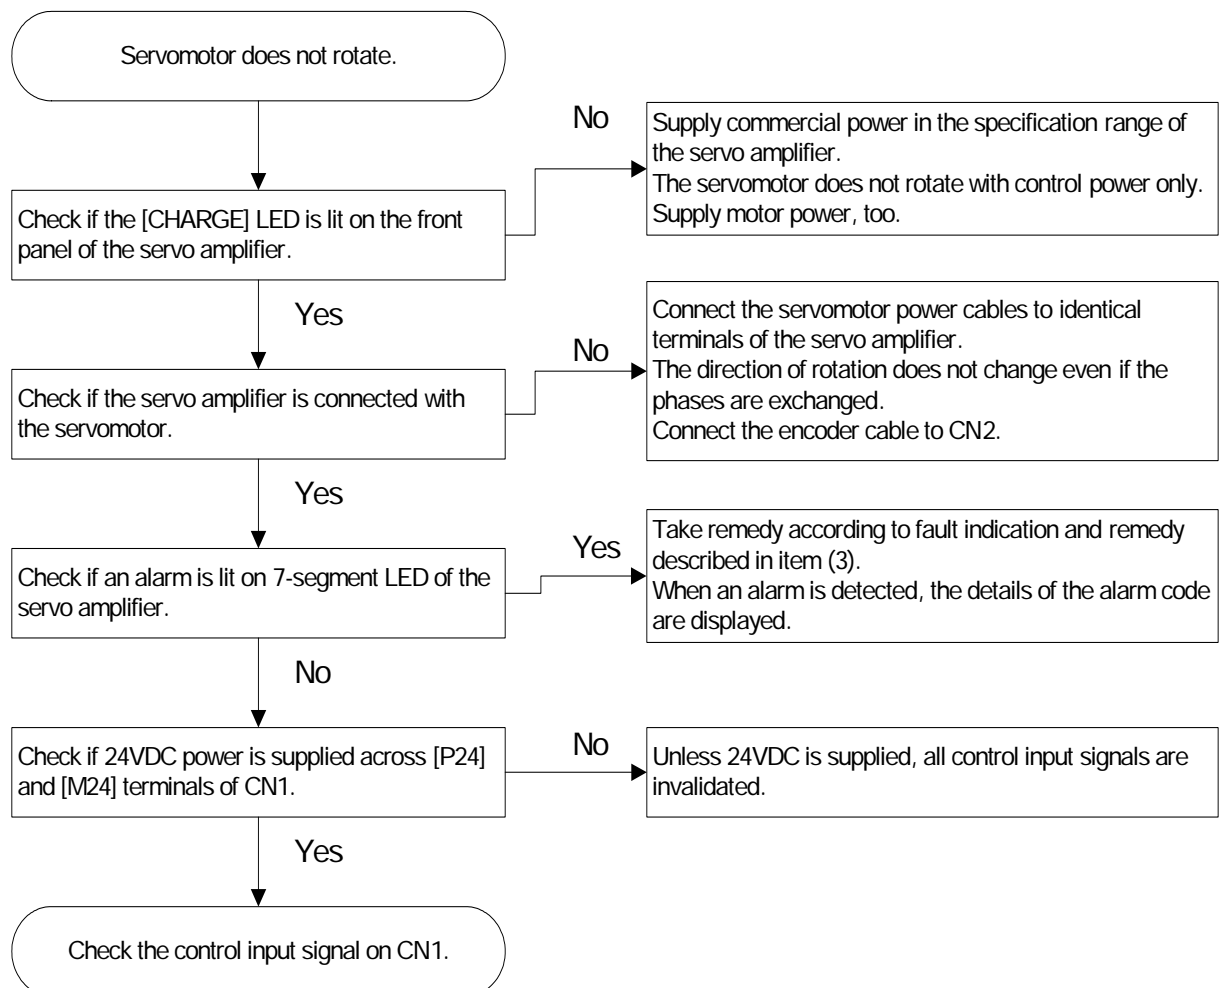 Servomotor does not rotate.
No
Supply commercial power in the specification range of
the servo amplifier.
The servomotor does not rotate with control power only.
Supply motor power, too.
Check if the [CHARGE] LED is lit on the front
panel of the servo amplifier.
Yes
No
Connect the servomotor power cables to identical
terminals of the servo amplifier.
The direction of rotation does not change even if the
phases are exchanged.
Connect the encoder cable to CN2.
Check if the servo amplifier is connected with
the servomotor.
Yes
Yes
Take remedy according to fault indication and remedy
described in item (3).
When an alarm is detected, the details of the alarm code
are displayed.
Check if an alarm is lit on 7-segment LED of the
servo amplifier.
No
Check if 24VDC power is supplied across [P24]
and [M24] terminals of CN1.
No
Unless 24VDC is supplied, all control input signals are
invalidated.
Yes
Check the control input signal on CN1.